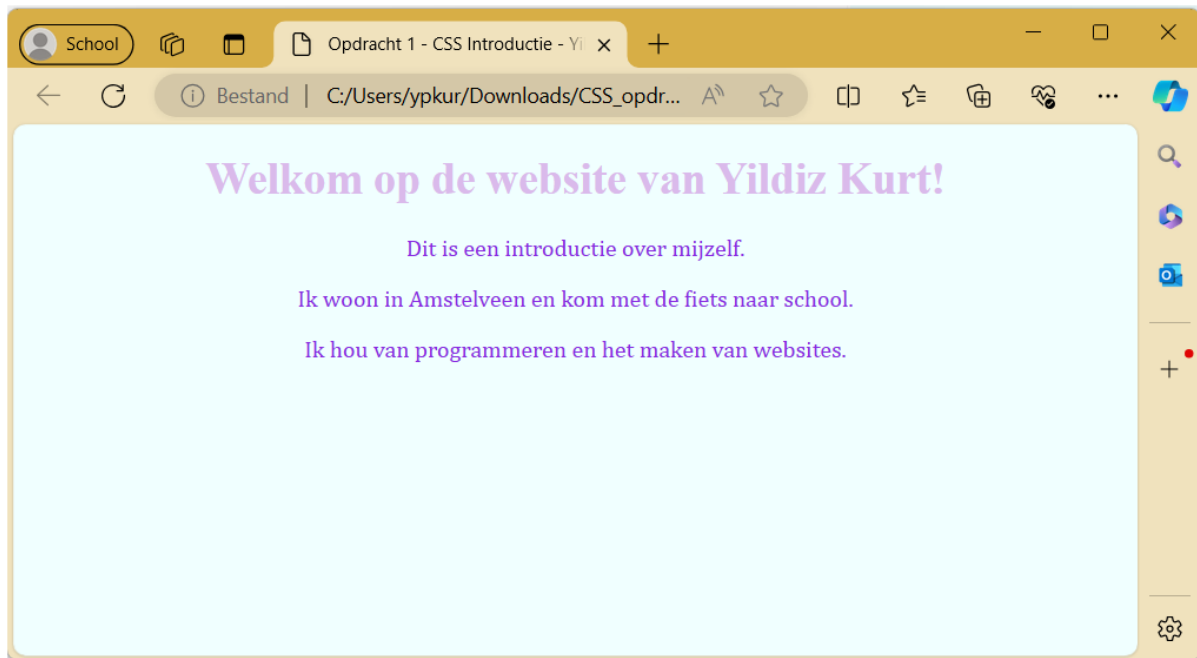 School
Opdracht 1 - CSS Introductie - Yi
Bestand | C:/Users/ypkur/Downloads/CSS_opdr...
Welkom op de website van Yildiz Kurt!
Dit is een introductie over mijzelf.
Ik woon in Amstelveen en kom met de fiets naar school.
Ik hou van programmeren en het maken van websites.